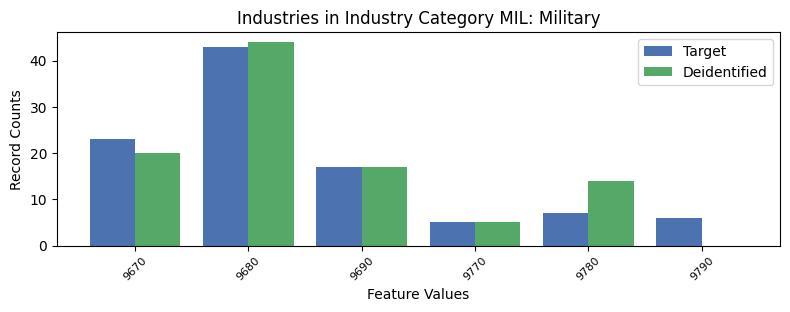 Industries in Industry Category MIL: Military
Target
Deidentified
Record Counts
40
30
20
10
0
9670
9680
9690
9770
9780
9790
Feature Values